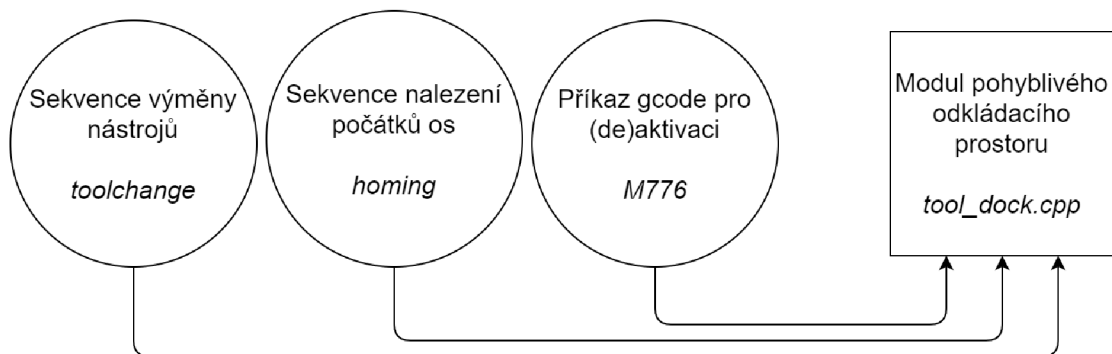 Sekvence výměny
nástrojů
toolchange
Sekvence nalezení
počátků os
homing
Příkaz gcode pro
(de)aktivaci
M776
Modul pohyblivého
odkládacího
prostoru
tool_dock.cpp